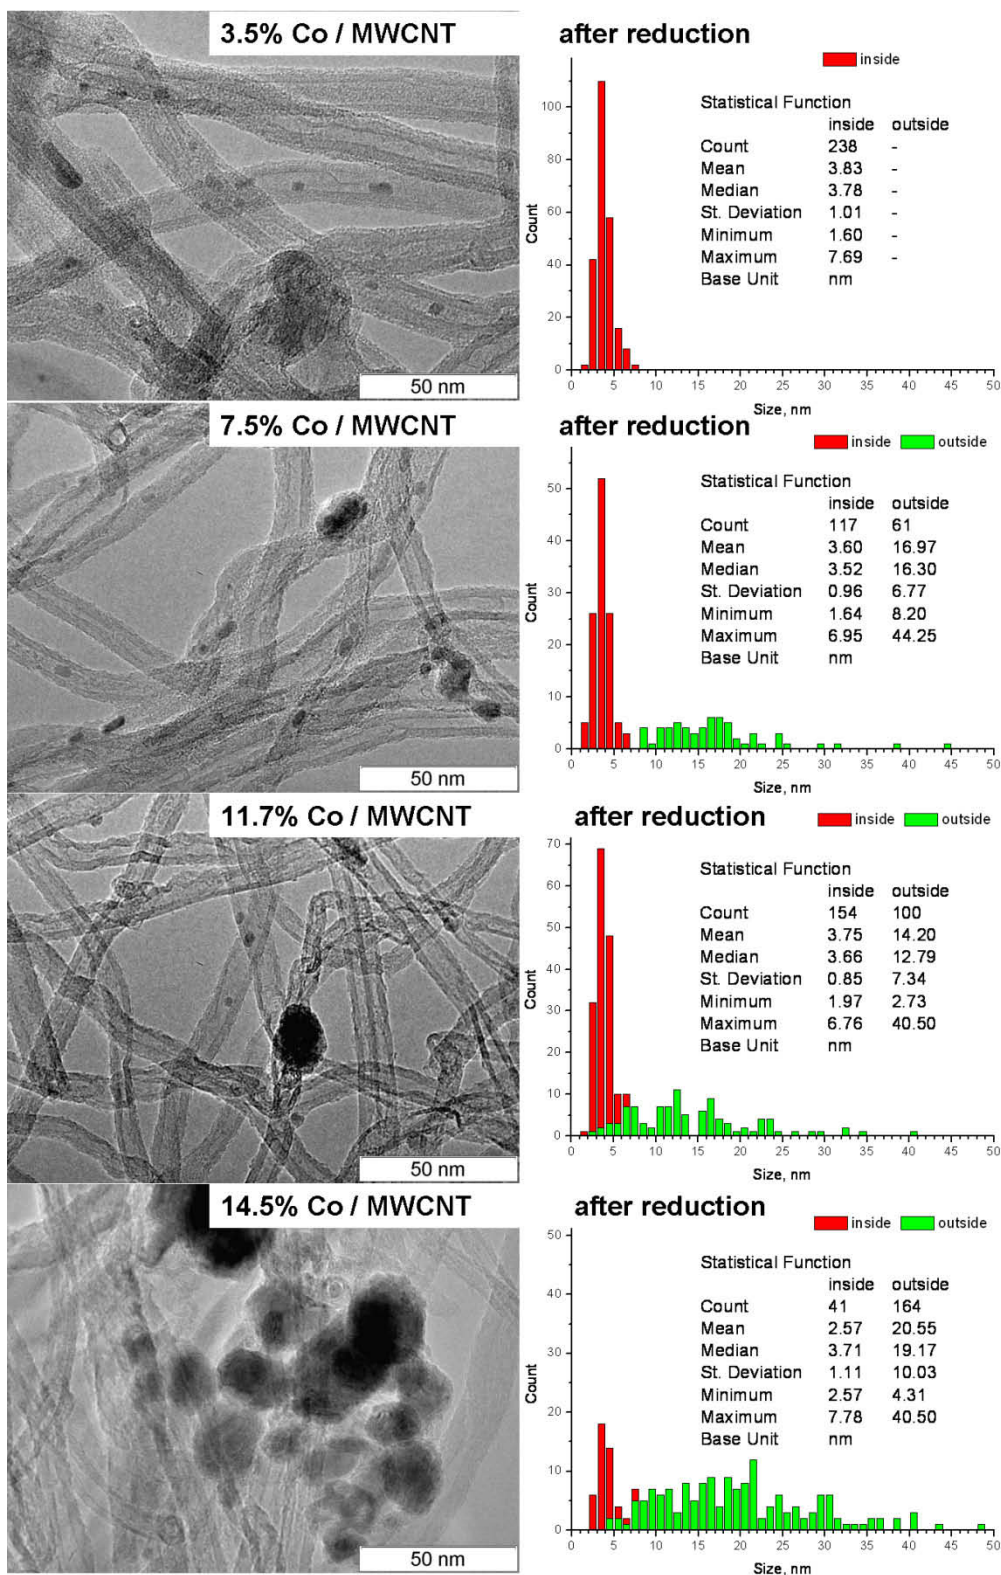 3.5% Co / MWCNT
50 nm
after reduction
inside
Statistical Function
inside outside
Count 238 -
Mean 3.83 -
Median 3.78 -
St. Deviation 1.01 -
Minimum 1.60 -
Maximum 7.69 -
Base Unit nm
Count
100
80
60
40
20
0
0 5 10 15 20 25 30 35 40 45 50
Size, nm
7.5% Co / MWCNT
50 nm
after reduction
inside outside
Statistical Function
inside outside
Count 117 61
Mean 3.60 16.97
Median 3.52 16.30
St. Deviation 0.96 6.77
Minimum 1.64 8.20
Maximum 6.95 44.25
Base Unit nm
Count
50
40
30
20
10
0
0 5 10 15 20 25 30 35 40 45 50
Size, nm
11.7% Co / MWCNT
50 nm
after reduction
inside outside
Statistical Function
inside outside
Count 154 100
Mean 3.75 14.20
Median 3.66 12.79
St. Deviation 0.85 7.34
Minimum 1.97 2.73
Maximum 6.76 40.50
Base Unit nm
Count
70
60
50
40
30
20
10
0
0 5 10 15 20 25 30 35 40 45 50
Size, nm
14.5% Co / MWCNT
50 nm
after reduction
inside outside
Statistical Function
inside outside
Count 41 164
Mean 2.57 20.55
Median 3.71 19.17
St. Deviation 1.11 10.03
Minimum 2.57 4.31
Maximum 7.78 40.50
Base Unit nm
Count
50
40
30
20
10
0
0 5 10 15 20 25 30 35 40 45 50
Size, nm